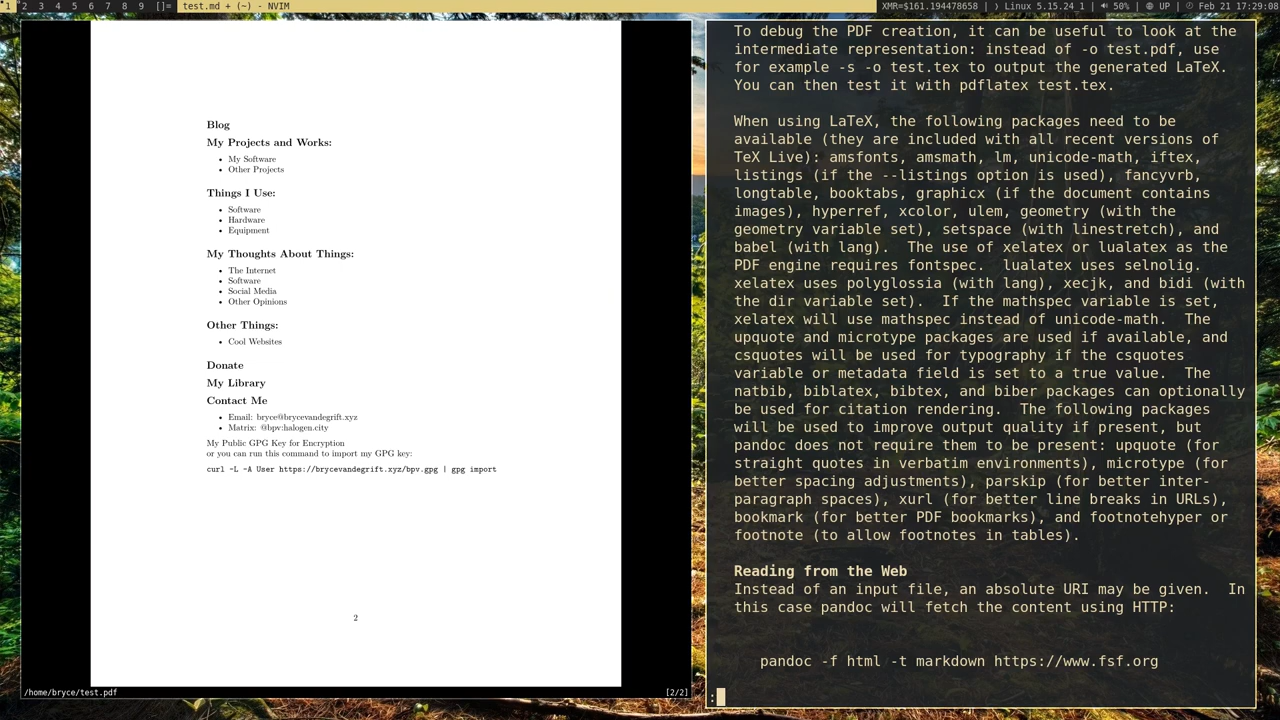 1 2 3 4 5 6 7 8 9 []= test.md + (~) - NVIM XMR=$161.194478658 | Linux 5.15.24 1 | 50% | UP | Feb 21 17:29:08
Blog
My Projects and Works:
• My Software
• Other Projects
Things I Use:
• Software
• Hardware
• Equipment
My Thoughts About Things:
• The Internet
• Software
• Social Media
• Other Opinions
Other Things:
• Cool Websites
Donate
My Library
Contact Me
• Email: bryce@brycevandegrift.xyz
• Matrix: @bpv:halogen.city
My Public GPG Key for Encryption
or you can run this command to import my GPG key:
curl -L -A User https://brycevandegrift.xyz/bpv.gpg | gpg import
2
/home/bryce/test.pdf [2/2]
To debug the PDF creation, it can be useful to look at the
intermediate representation: instead of -o test.pdf, use
for example -s -o test.tex to output the generated LaTeX.
You can then test it with pdflatex test.tex.
When using LaTeX, the following packages need to be
available (they are included with all recent versions of
TeX Live): amsfonts, amsmath, lm, unicode-math, iftex,
listings (if the --listings option is used), fancyvrb,
longtable, booktabs, graphicx (if the document contains
images), hyperref, xcolor, ulem, geometry (with the
geometry variable set), setspace (with linestretch), and
babel (with lang).  The use of xelatex or lualatex as the
PDF engine requires fontspec.  lualatex uses selnolig.
xelatex uses polyglossia (with lang), xecjk, and bidi (with
the dir variable set).  If the mathspec variable is set,
xelatex will use mathspec instead of unicode-math.  The
upquote and microtype packages are used if available, and
csquotes will be used for typography if the csquotes
variable or metadata field is set to a true value.  The
natbib, biblatex, bibtex, and biber packages can optionally
be used for citation rendering.  The following packages
will be used to improve output quality if present, but
pandoc does not require them to be present: upquote (for
straight quotes in verbatim environments), microtype (for
better spacing adjustments), parskip (for better inter-
paragraph spaces), xurl (for better line breaks in URLs),
bookmark (for better PDF bookmarks), and footnotehyper or
footnote (to allow footnotes in tables).
Reading from the Web
Instead of an input file, an absolute URI may be given.  In
this case pandoc will fetch the content using HTTP:
pandoc -f html -t markdown https://www.fsf.org
: